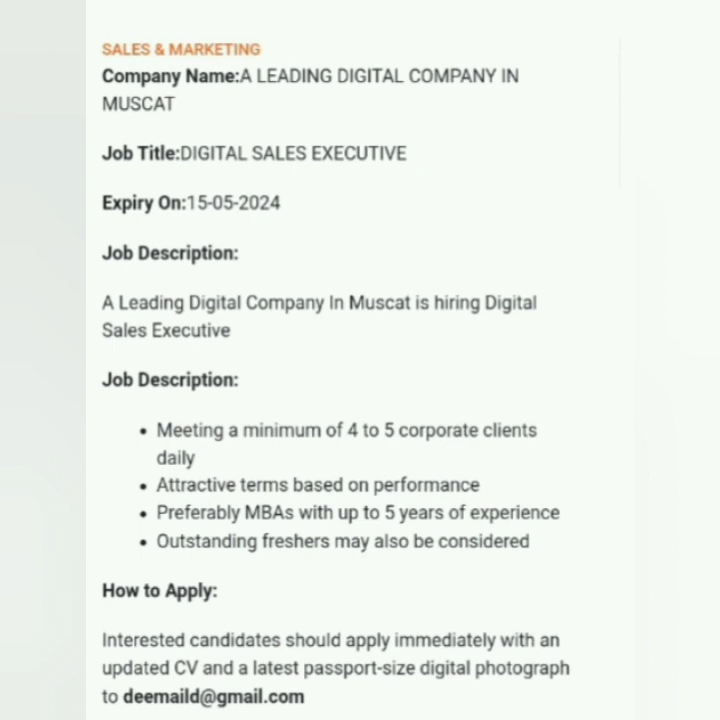 SALES & MARKETING
Company Name:A LEADING DIGITAL COMPANY IN
MUSCAT
Job Title:DIGITAL SALES EXECUTIVE
Expiry On:15-05-2024
Job Description:
A Leading Digital Company In Muscat is hiring Digital
Sales Executive
Job Description:
• Meeting a minimum of 4 to 5 corporate clients
daily
• Attractive terms based on performance
• Preferably MBAs with up to 5 years of experience
• Outstanding freshers may also be considered
How to Apply:
Interested candidates should apply immediately with an
updated CV and a latest passport-size digital photograph
to deemaild@gmail.com